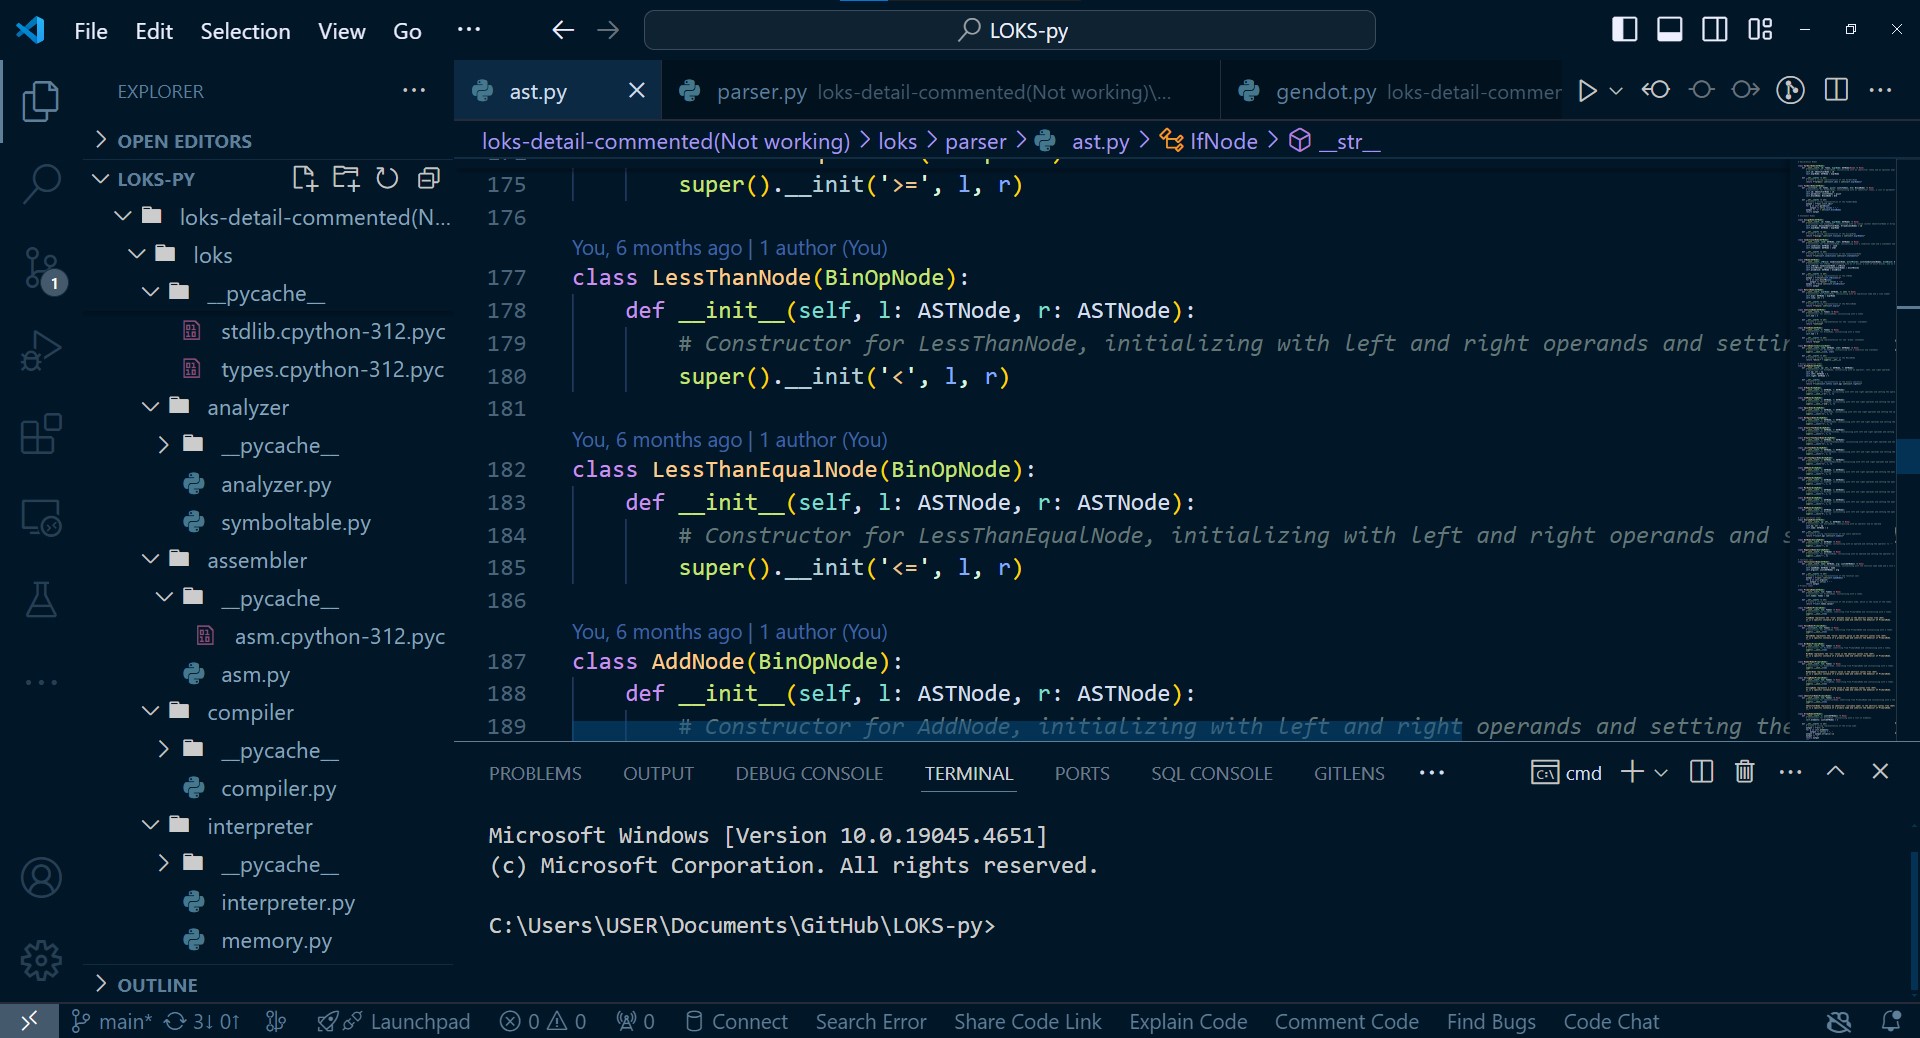 File Edit Selection View Go ...
LOKS-py
EXPLORER
OPEN EDITORS
LOKS-PY
loks-detail-commented(N...
loks
__pycache__
stdlib.cpython-312.pyc
types.cpython-312.pyc
analyzer
__pycache__
analyzer.py
symboltable.py
assembler
__pycache__
asm.cpython-312.pyc
asm.py
compiler
__pycache__
compiler.py
interpreter
__pycache__
interpreter.py
memory.py
OUTLINE
1
ast.py
parser.py loks-detail-commented(Not working)\...
gendot.py loks-detail-commer
loks-detail-commented(Not working) > loks > parser > ast.py > IfNode > __str__
175 super().__init('>=', l, r)
176
You, 6 months ago | 1 author (You)
177 class LessThanNode(BinOpNode):
178 def __init__(self, l: ASTNode, r: ASTNode):
179 # Constructor for LessThanNode, initializing with left and right operands and settin
180 super().__init('<', l, r)
181
You, 6 months ago | 1 author (You)
182 class LessThanEqualNode(BinOpNode):
183 def __init__(self, l: ASTNode, r: ASTNode):
184 # Constructor for LessThanEqualNode, initializing with left and right operands and s
185 super().__init('<=', l, r)
186
You, 6 months ago | 1 author (You)
187 class AddNode(BinOpNode):
188 def __init__(self, l: ASTNode, r: ASTNode):
189 # Constructor for AddNode, initializing with left and right operands and setting the
PROBLEMS OUTPUT DEBUG CONSOLE TERMINAL PORTS SQL CONSOLE GITLENS ...
cmd
Microsoft Windows [Version 10.0.19045.4651]
(c) Microsoft Corporation. All rights reserved.
C:\Users\USER\Documents\GitHub\LOKS-py>
main* 3↓ 0↑ Launchpad 0 0 0 Connect Search Error Share Code Link Explain Code Comment Code Find Bugs Code Chat